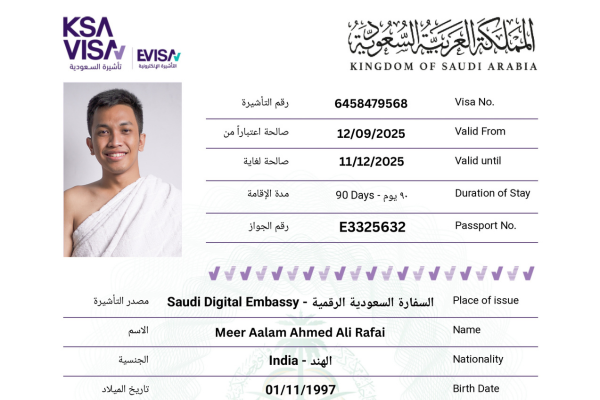 KSA
VISA
تأشيرة السعودية
EVISA
التأشيرة الإلكترونية
المملكة العربية السعودية
KINGDOM OF SAUDI ARABIA
رقم التأشيرة 6458479568 Visa No.
صالحة اعتباراً من 12/09/2025 Valid From
صالحة لغاية 11/12/2025 Valid until
مدة الإقامة 90 Days - ٩٠ يوم Duration of Stay
رقم الجواز E3325632 Passport No.
مصدر التأشيرة Saudi Digital Embassy - السفارة السعودية الرقمية Place of issue
الاسم Meer Aalam Ahmed Ali Rafai Name
الجنسية India - الهند Nationality
تاريخ الميلاد 01/11/1997 Birth Date